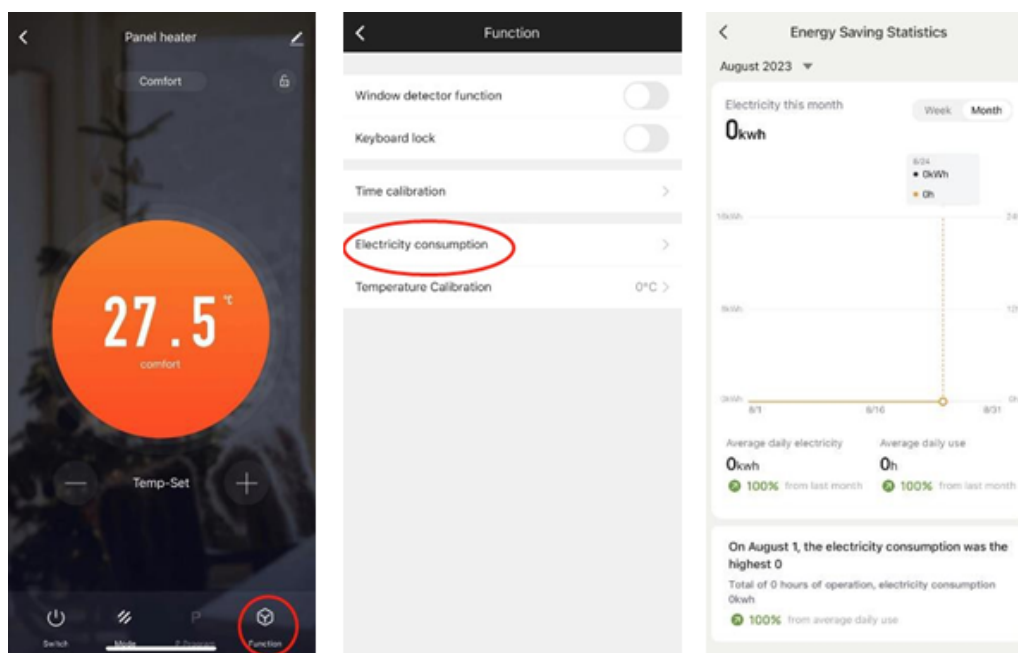 Panel heater
Comfort
27.5 °C
comfort
Temp-Set
Switch
Mode
P Program
Function
Function
Window detector function
Keyboard lock
Time calibration
Electricity consumption
Temperature Calibration 0°C
Energy Saving Statistics
August 2023
Electricity this month
0kwh
Week Month
8/24
0kWh
0h
0kWh
8/1 8/16 8/31
Average daily electricity Average daily use
0kwh 0h
100% from last month 100% from last month
On August 1, the electricity consumption was the
highest 0
Total of 0 hours of operation, electricity consumption
0kwh
100% from average daily use